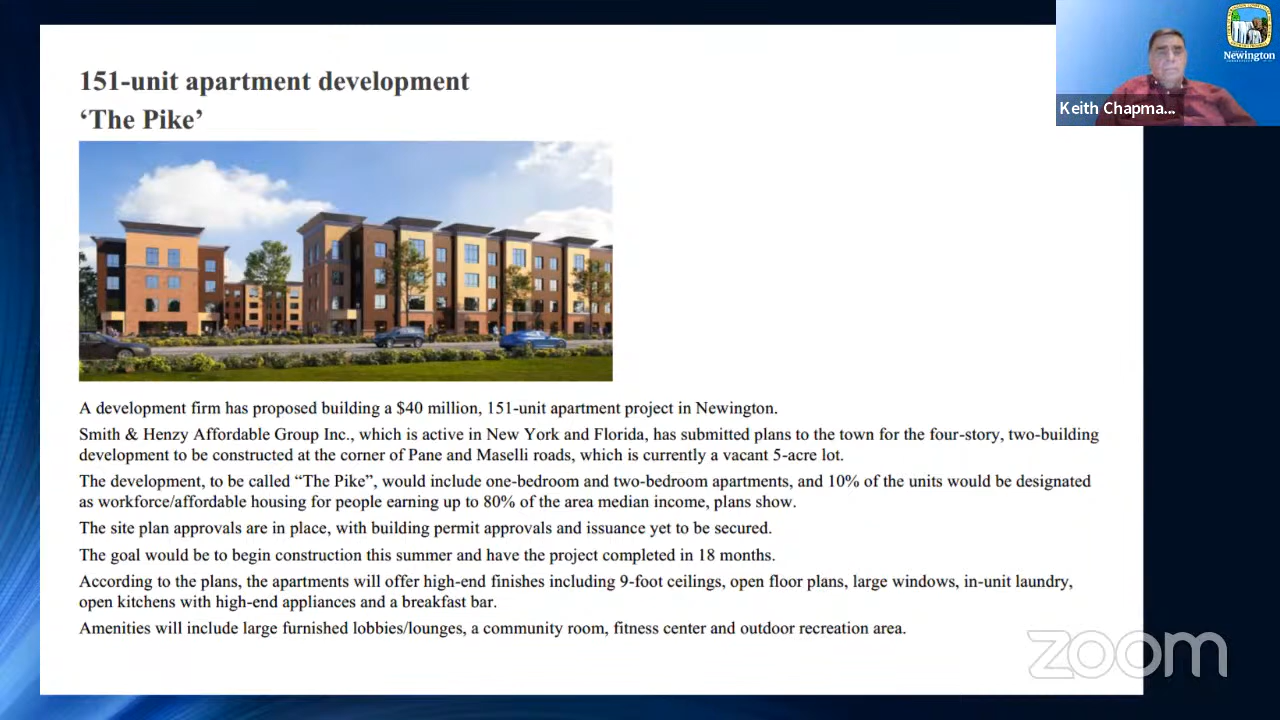 151-unit apartment development
‘The Pike’
A development firm has proposed building a $40 million, 151-unit apartment project in Newington.
Smith & Henzy Affordable Group Inc., which is active in New York and Florida, has submitted plans to the town for the four-story, two-building
development to be constructed at the corner of Pane and Maselli roads, which is currently a vacant 5-acre lot.
The development, to be called “The Pike”, would include one-bedroom and two-bedroom apartments, and 10% of the units would be designated
as workforce/affordable housing for people earning up to 80% of the area median income, plans show.
The site plan approvals are in place, with building permit approvals and issuance yet to be secured.
The goal would be to begin construction this summer and have the project completed in 18 months.
According to the plans, the apartments will offer high-end finishes including 9-foot ceilings, open floor plans, large windows, in-unit laundry,
open kitchens with high-end appliances and a breakfast bar.
Amenities will include large furnished lobbies/lounges, a community room, fitness center and outdoor recreation area.
Newington
Keith Chapma...
zoom